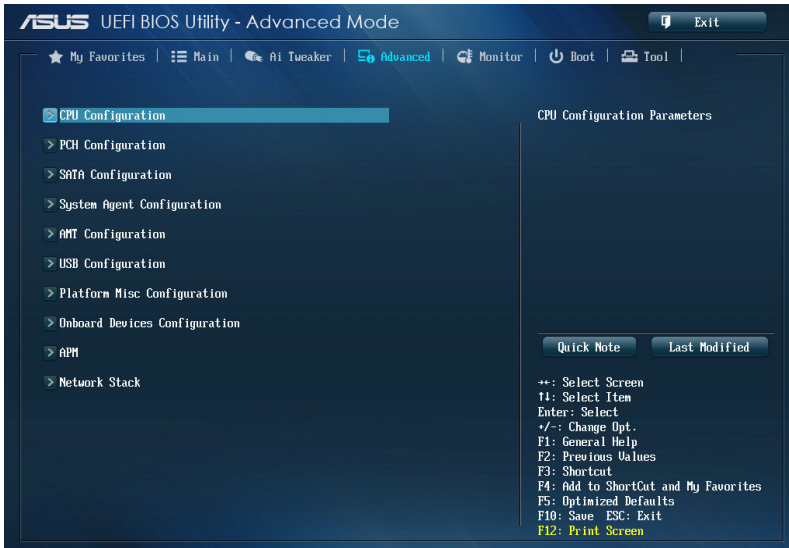 ASUS UEFI BIOS Utility - Advanced Mode
Exit
My Favorites | Main | Ai Tweaker | Advanced | Monitor | Boot | Tool |
CPU Configuration
PCH Configuration
SATA Configuration
System Agent Configuration
AMT Configuration
USB Configuration
Platform Misc Configuration
Onboard Devices Configuration
APM
Network Stack
CPU Configuration Parameters
Quick Note
Last Modified
→←: Select Screen
↑↓: Select Item
Enter: Select
+/-: Change Opt.
F1: General Help
F2: Previous Values
F3: Shortcut
F4: Add to ShortCut and My Favorites
F5: Optimized Defaults
F10: Save ESC: Exit
F12: Print Screen